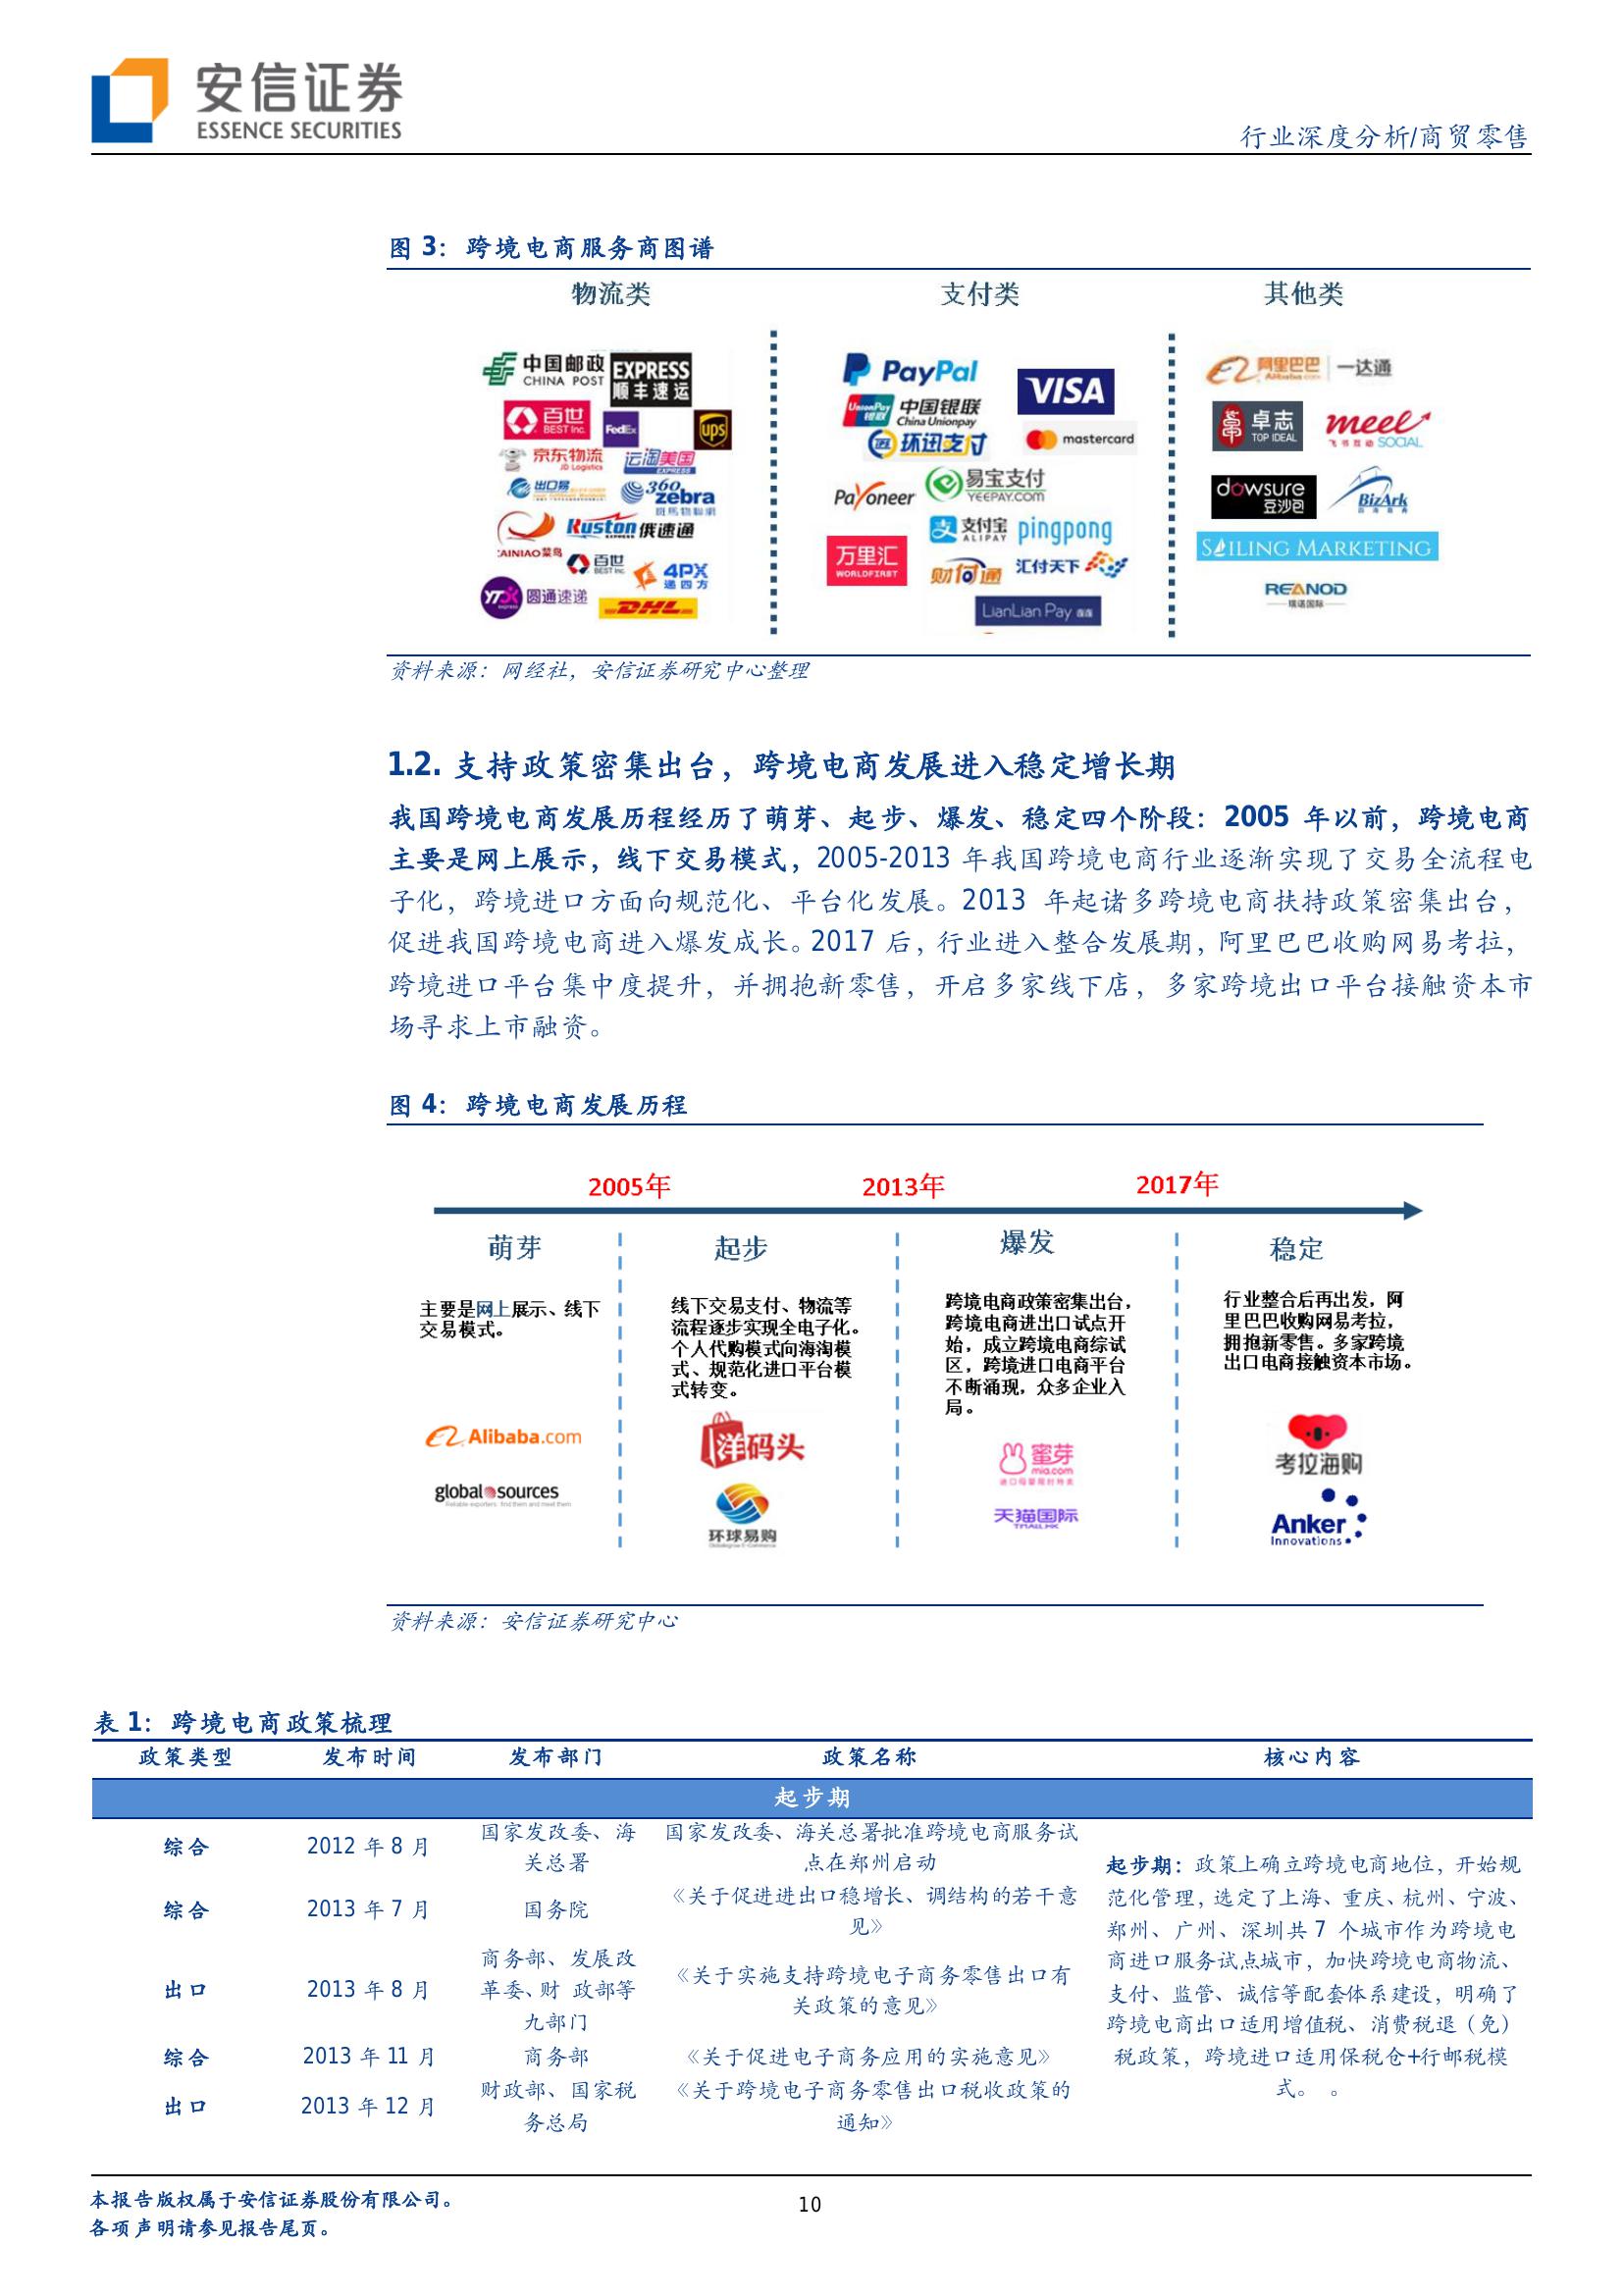 安信证券
ESSENCE SECURITIES
行业深度分析/商贸零售
图 3：跨境电商服务商图谱
物流类 支付类 其他类
中国邮政
CHINA POST
EXPRESS
顺丰速运
百世
BEST Inc.
FedEx
ups
京东物流
JD Logistics
运淘美国
EXPRESS
出口易
360
zebra
斑马物联网
Ruston 俄速通
EXPRESS
CAINIAO菜鸟
百世
BEST Inc.
4PX
递四方
YTO
express
圆通速递
DHL
PayPal
VISA
UnionPay
银联
中国银联
China Unionpay
环迅支付
mastercard
Payoneer
易宝支付
YEEPAY.COM
支付宝
ALIPAY
pingpong
万里汇
WORLDFIRST
财付通
汇付天下
LianLian Pay
阿里巴巴
Alibaba.com
一达通
卓志
TOP IDEAL
meet
飞书互动 SOCIAL
dowsure
豆沙包
BizArk
SAILING MARKETING
REANOD
瑞诺国际
资料来源：网经社，安信证券研究中心整理
1.2. 支持政策密集出台，跨境电商发展进入稳定增长期
我国跨境电商发展历程经历了萌芽、起步、爆发、稳定四个阶段：2005 年以前，跨境电商
主要是网上展示，线下交易模式，2005-2013 年我国跨境电商行业逐渐实现了交易全流程电
子化，跨境进口方面向规范化、平台化发展。2013 年起诸多跨境电商扶持政策密集出台，
促进我国跨境电商进入爆发成长。2017 后，行业进入整合发展期，阿里巴巴收购网易考拉，
跨境进口平台集中度提升，并拥抱新零售，开启多家线下店，多家跨境出口平台接触资本市
场寻求上市融资。
图 4：跨境电商发展历程
2005年 2013年 2017年
萌芽 起步 爆发 稳定
主要是网上展示、线下
交易模式。
Alibaba.com
global sources
Reliable exporters: find them and meet them
线下交易支付、物流等
流程逐步实现全电子化。
个人代购模式向海淘模
式、规范化进口平台模
式转变。
洋码头
环球易购
Globalegrow E-Commerce
跨境电商政策密集出台，
跨境电商进出口试点开
始，成立跨境电商综试
区，跨境进口电商平台
不断涌现，众多企业入
局。
蜜芽
mia.com
进口母婴限时特卖
天猫国际
TMALL.HK
行业整合后再出发，阿
里巴巴收购网易考拉，
拥抱新零售。多家跨境
出口电商接触资本市场。
考拉海购
Anker
Innovations
资料来源：安信证券研究中心
表 1：跨境电商政策梳理
政策类型 发布时间 发布部门 政策名称 核心内容
起步期
综合 2012 年 8 月 国家发改委、海关总署 国家发改委、海关总署批准跨境电商服务试点在郑州启动
综合 2013 年 7 月 国务院 《关于促进进出口稳增长、调结构的若干意见》
出口 2013 年 8 月 商务部、发展改革委、财 政部等九部门 《关于实施支持跨境电子商务零售出口有关政策的意见》
综合 2013 年 11 月 商务部 《关于促进电子商务应用的实施意见》
出口 2013 年 12 月 财政部、国家税务总局 《关于跨境电子商务零售出口税收政策的通知》
起步期：政策上确立跨境电商地位，开始规
范化管理，选定了上海、重庆、杭州、宁波、
郑州、广州、深圳共 7 个城市作为跨境电
商进口服务试点城市，加快跨境电商物流、
支付、监管、诚信等配套体系建设，明确了
跨境电商出口适用增值税、消费税退（免）
税政策，跨境进口适用保税仓+行邮税模
式。 。
本报告版权属于安信证券股份有限公司。
各项声明请参见报告尾页。
10